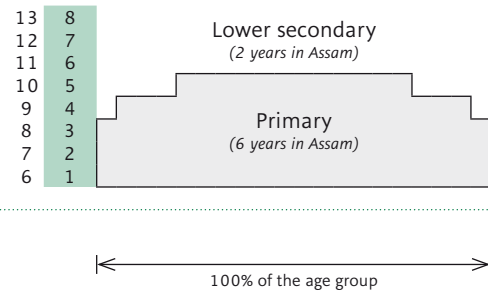 13 8
12 7
11 6
10 5
9 4
8 3
7 2
6 1
Lower secondary
(2 years in Assam)
Primary
(6 years in Assam)
100% of the age group